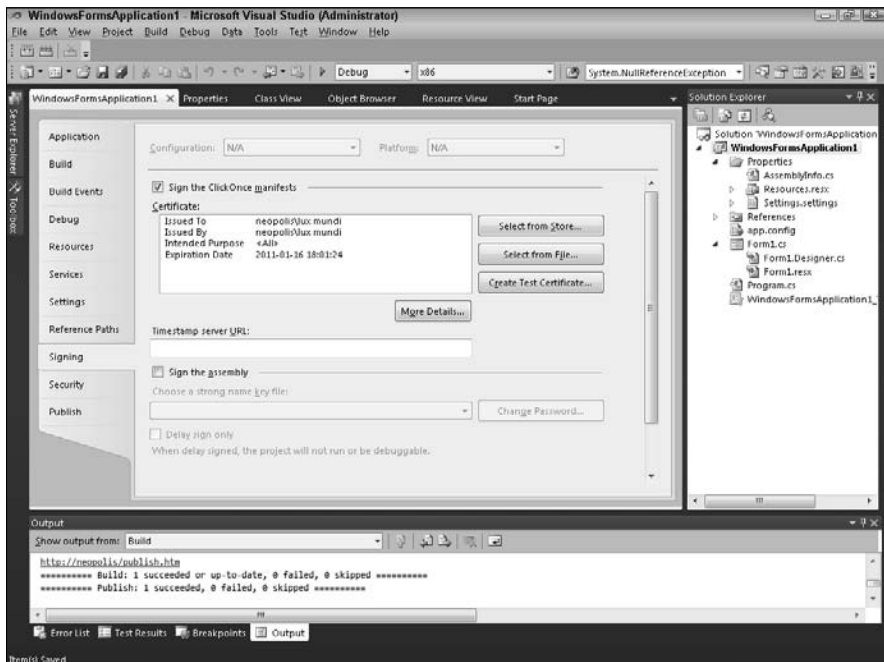 WindowsFormsApplication1 - Microsoft Visual Studio (Administrator)
File Edit View Project Build Debug Data Tools Test Window Help
Debug x86 System.NullReferenceException
WindowsFormsApplication1 Properties Class View Object Browser Resource View Start Page
Solution Explorer
Server Explorer
Toolbox
Application
Build
Build Events
Debug
Resources
Services
Settings
Reference Paths
Signing
Security
Publish
Configuration: N/A Platform: N/A
Sign the ClickOnce manifests
Certificate:
Issued To neopolis\lux mundi
Issued By neopolis\lux mundi
Intended Purpose <All>
Expiration Date 2011-01-16 18:01:24
Select from Store...
Select from File...
Create Test Certificate...
More Details...
Timestamp server URL:
Sign the assembly
Choose a strong name key file:
Change Password...
Delay sign only
When delay signed, the project will not run or be debuggable.
Solution 'WindowsFormsApplication
WindowsFormsApplication1
Properties
AssemblyInfo.cs
Resources.resx
Settings.settings
References
app.config
Form1.cs
Form1.Designer.cs
Form1.resx
Program.cs
WindowsFormsApplication1_
Output
Show output from: Build
http://neopolis/publish.htm
========== Build: 1 succeeded or up-to-date, 0 failed, 0 skipped ==========
========== Publish: 1 succeeded, 0 failed, 0 skipped ==========
Error List Test Results Breakpoints Output
Item(s) Saved